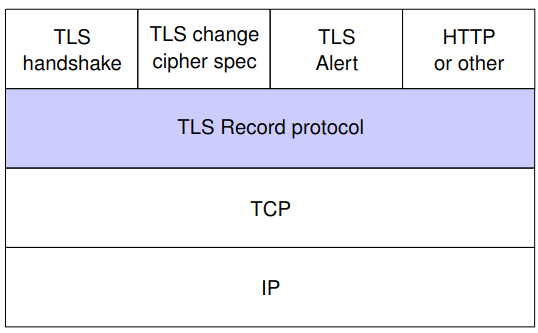 TLS
handshake
TLS change
cipher spec
TLS
Alert
HTTP
or other
TLS Record protocol
TCP
IP